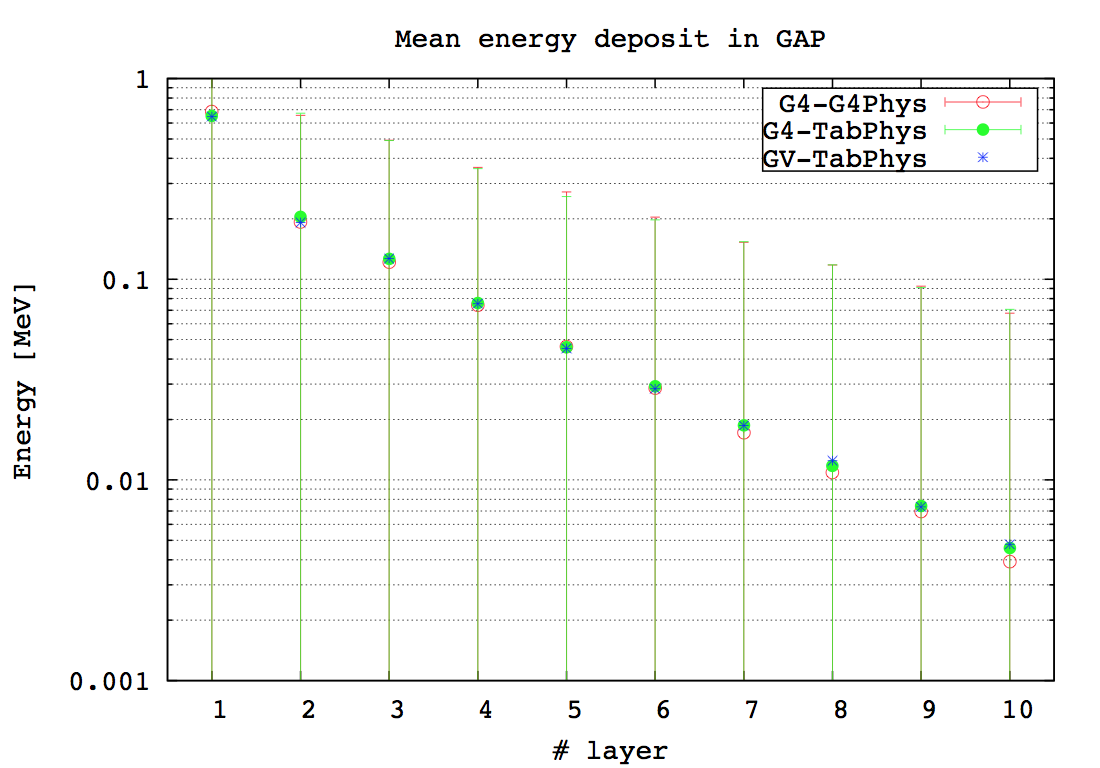 Mean energy deposit in GAP
1
G4-G4Phys
G4-TabPhys
GV-TabPhys
0.1
Energy [MeV]
0.01
0.001
1 2 3 4 5 6 7 8 9 10
# layer